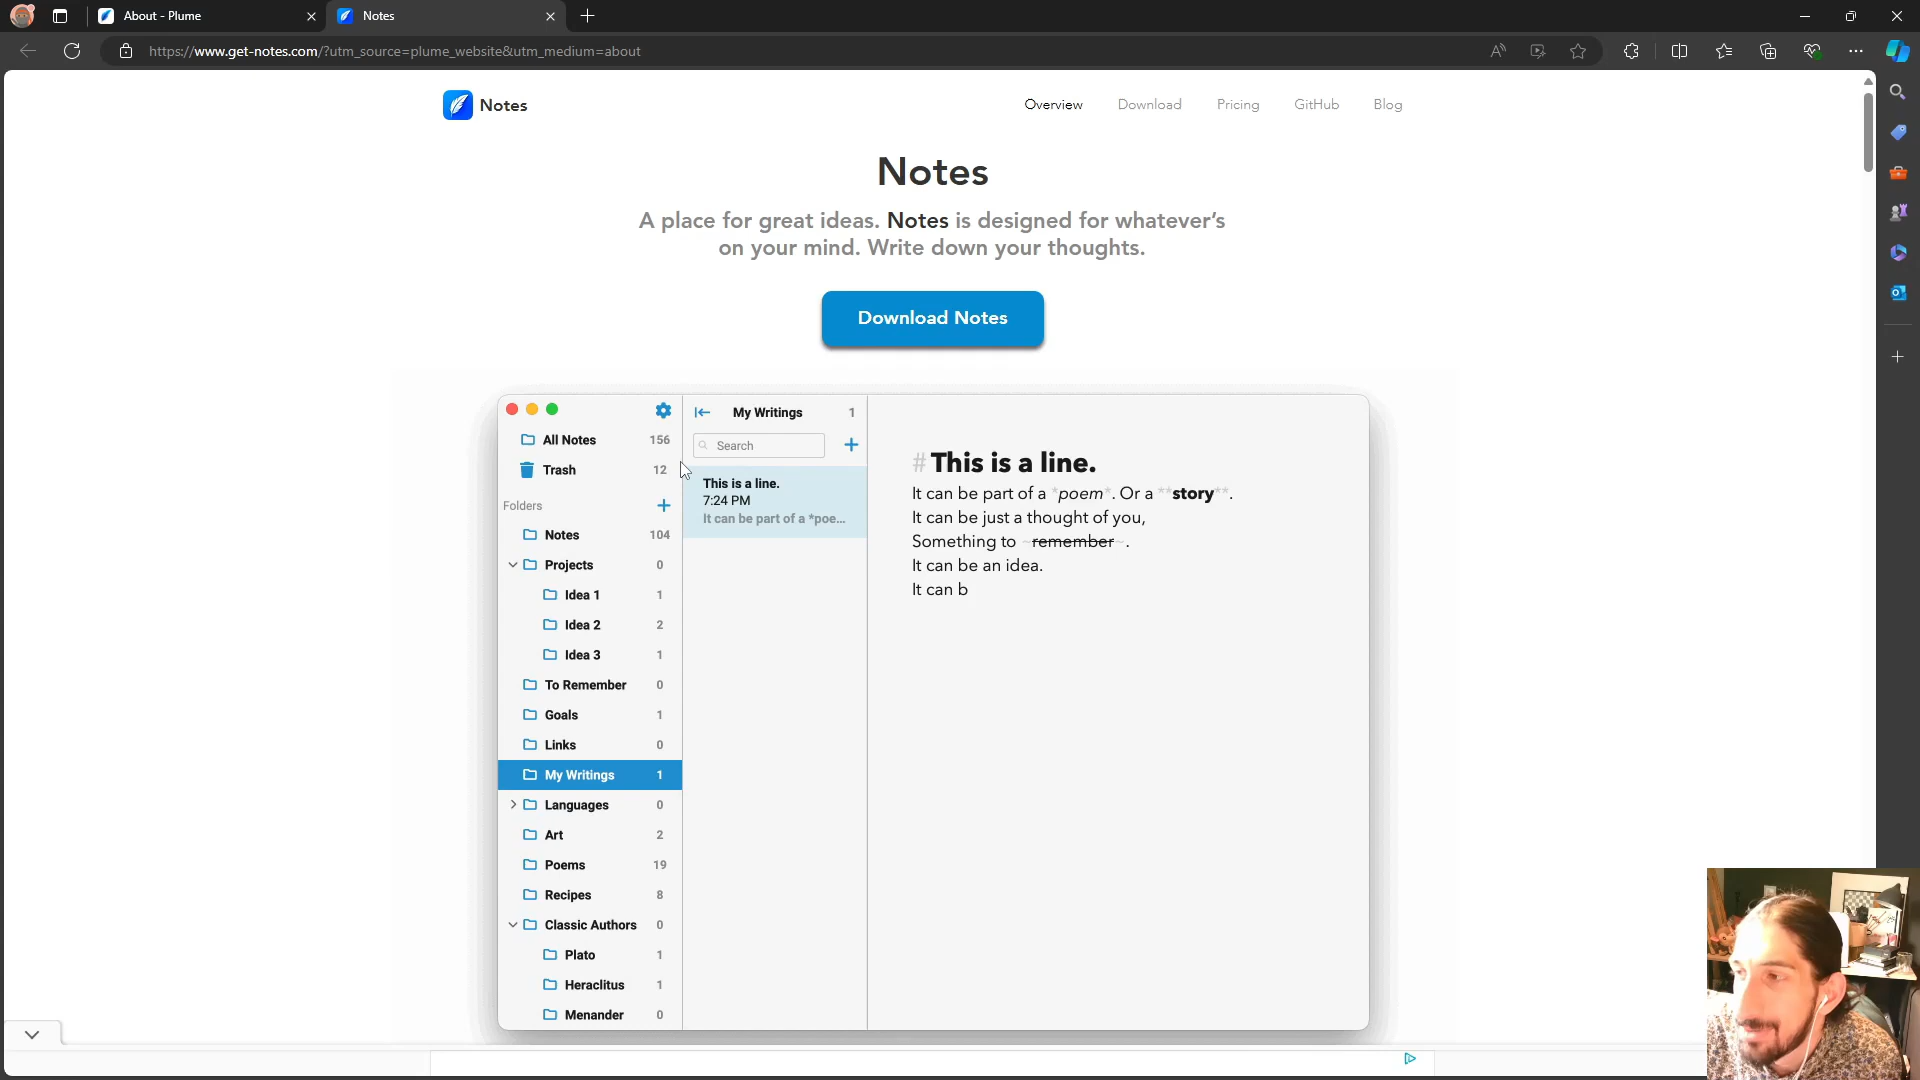 About - Plume
Notes
https://www.get-notes.com/?utm_source=plume_website&utm_medium=about
Notes
Overview
Download
Pricing
GitHub
Blog
Notes
A place for great ideas. Notes is designed for whatever's
on your mind. Write down your thoughts.
Download Notes
All Notes 156
Trash 12
Folders
Notes 104
Projects 0
Idea 1 1
Idea 2 2
Idea 3 1
To Remember 0
Goals 1
Links 0
My Writings 1
Languages 0
Art 2
Poems 19
Recipes 8
Classic Authors 0
Plato 1
Heraclitus 1
Menander 0
My Writings 1
Search
This is a line.
7:24 PM
It can be part of a *poe...
#This is a line.
It can be part of a *poem*. Or a **story**.
It can be just a thought of you,
Something to ~remember~.
It can be an idea.
It can b